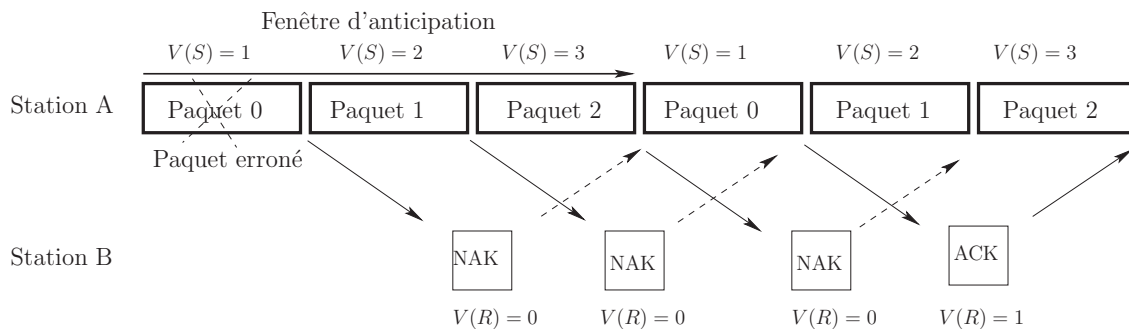 Fenêtre d'anticipation
V(S) = 1 V(S) = 2 V(S) = 3 V(S) = 1 V(S) = 2 V(S) = 3
Station A Paquet 0 Paquet 1 Paquet 2 Paquet 0 Paquet 1 Paquet 2
Paquet erroné
Station B NAK NAK NAK ACK
V(R) = 0 V(R) = 0 V(R) = 0 V(R) = 1